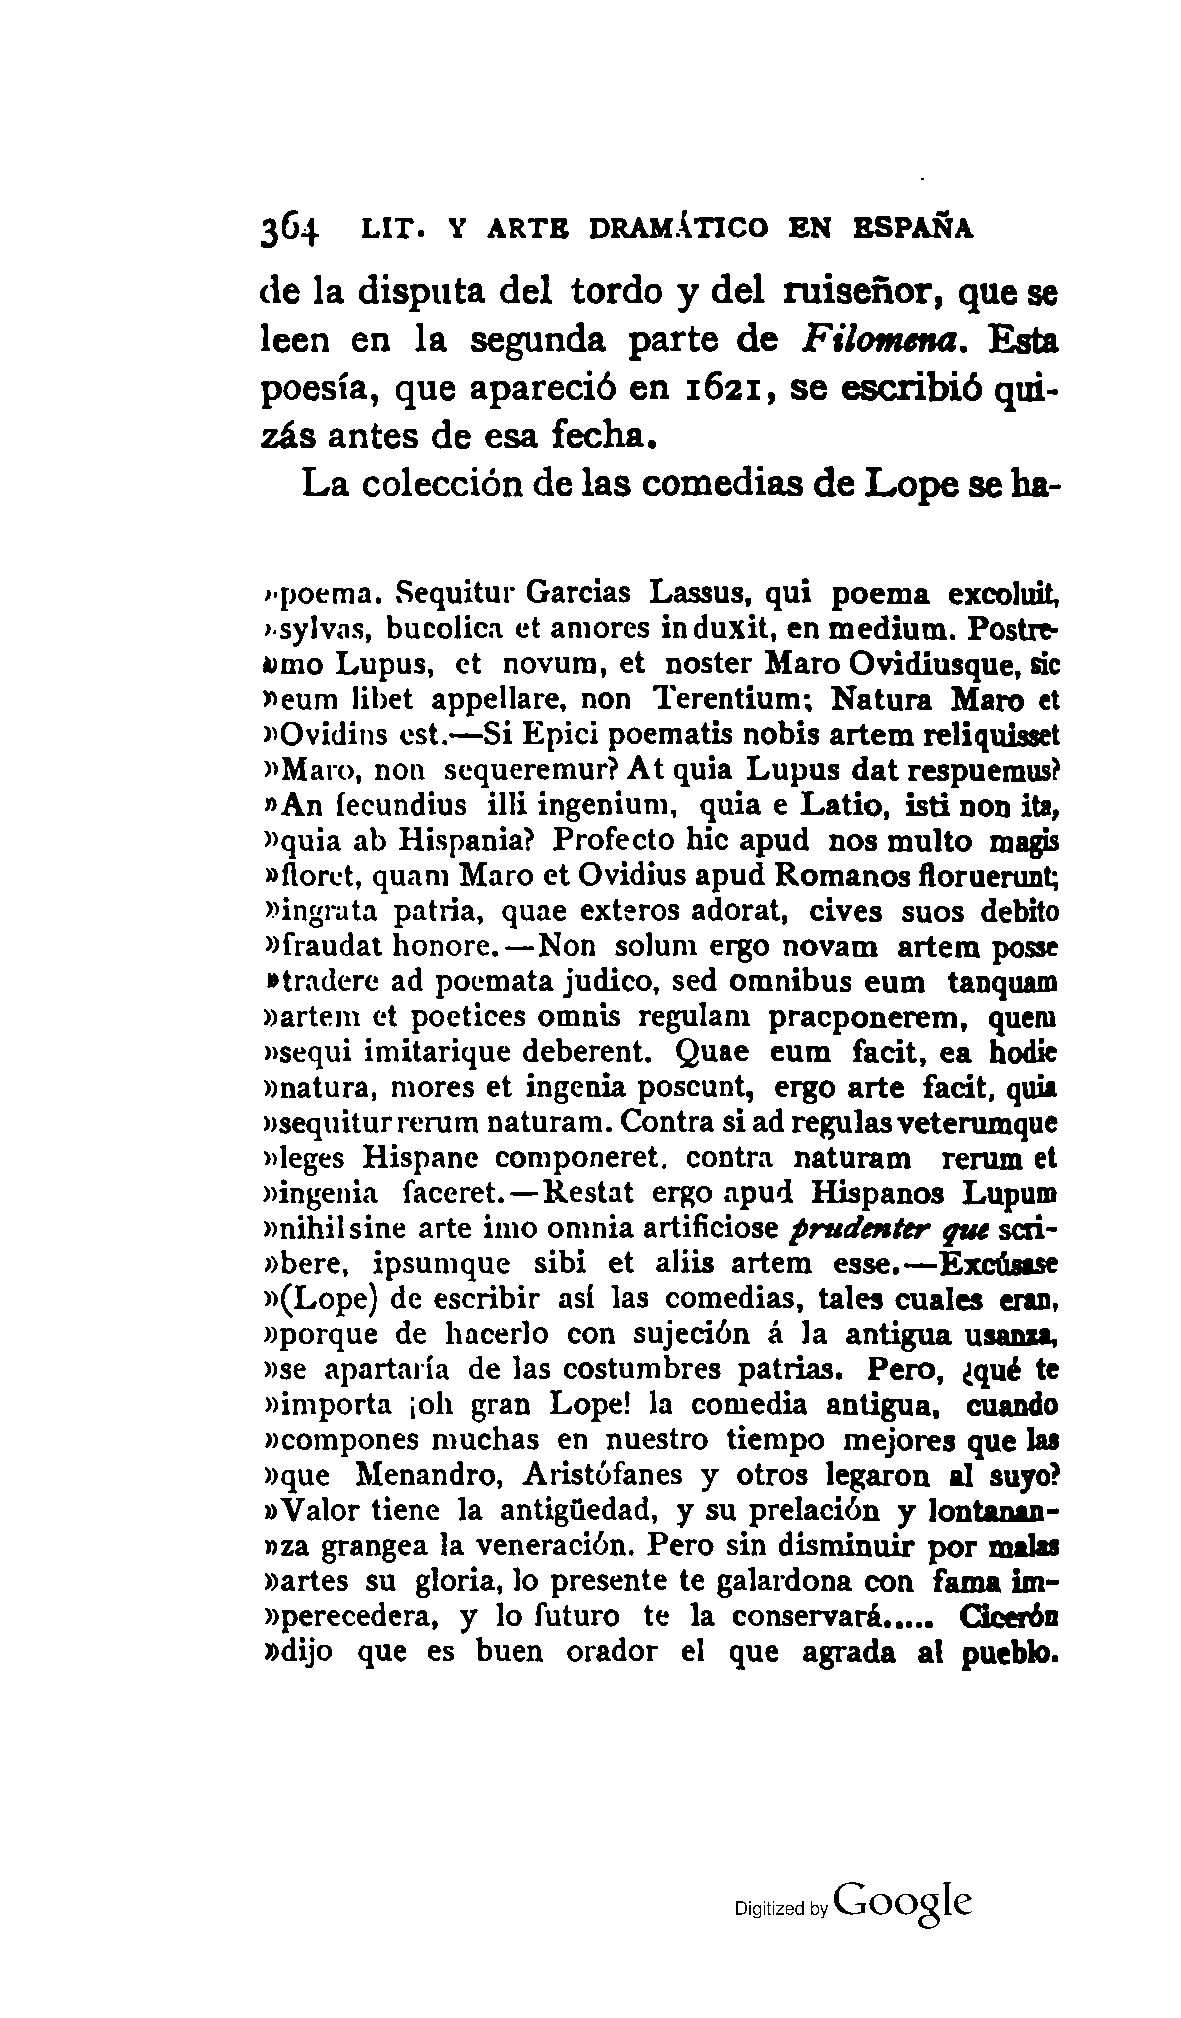 364 LIT. Y ARTE DRAMÁTICO EN ESPAÑA
de la disputa del tordo y del ruiseñor, que se
leen en la segunda parte de Filomena. Esta
poesía, que apareció en 1621, se escribió qui-
zás antes de esa fecha.
La colección de las comedias de Lope se ha-
»poema. Sequitur Garcias Lassus, qui poema excoluit,
»sylvas, bucolica et amores induxit, en medium. Postre-
»mo Lupus, et novum, et noster Maro Ovidiusque, sic
»eum libet appellare, non Terentium; Natura Maro et
»Ovidius est.—Si Epici poematis nobis artem reliquisset
»Maro, non sequeremur? At quia Lupus dat respuemus?
»An fecundius illi ingenium, quia e Latio, isti non ita,
»quia ab Hispania? Profecto hic apud nos multo magis
»floret, quam Maro et Ovidius apud Romanos floruerunt;
»ingrata patria, quae exteros adorat, cives suos debito
»fraudat honore.—Non solum ergo novam artem posse
»tradere ad poemata judico, sed omnibus eum tanquam
»artem et poetices omnis regulam pracponerem, quem
»sequi imitarique deberent. Quae eum facit, ea hodie
»natura, mores et ingenia poscunt, ergo arte facit, quia
»sequitur rerum naturam. Contra si ad regulas veterumque
»leges Hispane componeret, contra naturam rerum et
»ingenia faceret.—Restat ergo apud Hispanos Lupum
»nihil sine arte imo omnia artificiose prudenter que scri-
»bere, ipsumque sibi et aliis artem esse.—Excúsase
»(Lope) de escribir así las comedias, tales cuales eran,
»porque de hacerlo con sujeción á la antigua usanza,
»se apartaría de las costumbres patrias. Pero, ¿qué te
»importa ¡oh gran Lope! la comedia antigua, cuando
»compones muchas en nuestro tiempo mejores que las
»que Menandro, Aristófanes y otros legaron al suyo?
»Valor tiene la antigüedad, y su prelación y lontanan-
»za grangea la veneración. Pero sin disminuir por malas
»artes su gloria, lo presente te galardona con fama im-
»perecedera, y lo futuro te la conservará..... Cicerón
»dijo que es buen orador el que agrada al pueblo.
Digitized by Google